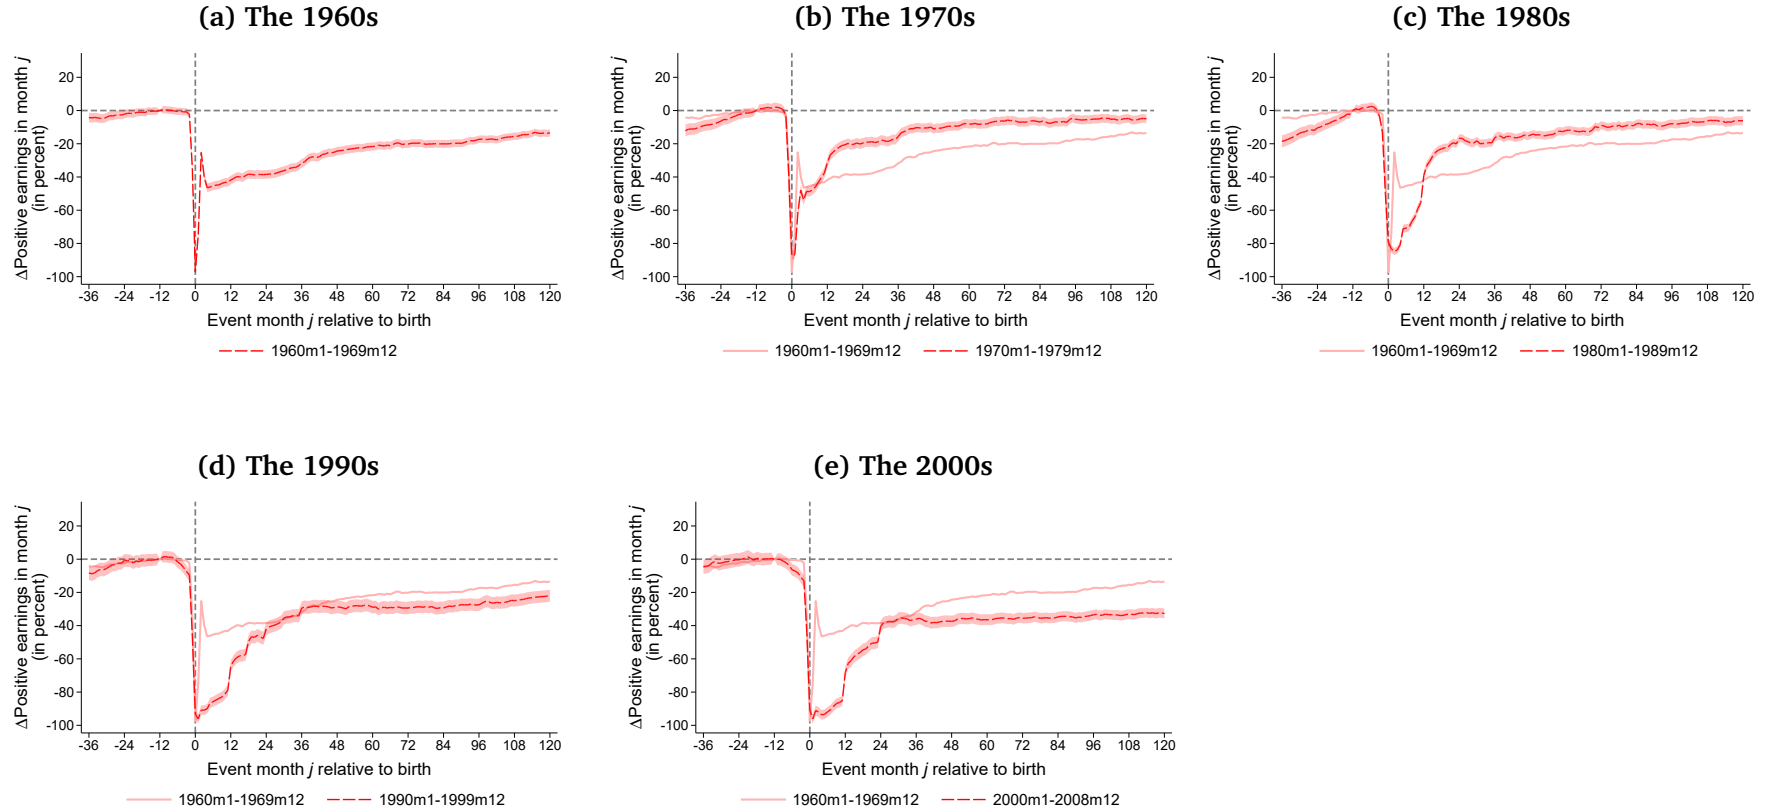 (a) The 1960s
ΔPositive earnings in month j
(in percent)
20
0
-20
-40
-60
-80
-100
-36 -24 -12 0 12 24 36 48 60 72 84 96 108 120
Event month j relative to birth
1960m1-1969m12
(b) The 1970s
ΔPositive earnings in month j
(in percent)
20
0
-20
-40
-60
-80
-100
-36 -24 -12 0 12 24 36 48 60 72 84 96 108 120
Event month j relative to birth
1960m1-1969m12 1970m1-1979m12
(c) The 1980s
ΔPositive earnings in month j
(in percent)
20
0
-20
-40
-60
-80
-100
-36 -24 -12 0 12 24 36 48 60 72 84 96 108 120
Event month j relative to birth
1960m1-1969m12 1980m1-1989m12
(d) The 1990s
ΔPositive earnings in month j
(in percent)
20
0
-20
-40
-60
-80
-100
-36 -24 -12 0 12 24 36 48 60 72 84 96 108 120
Event month j relative to birth
1960m1-1969m12 1990m1-1999m12
(e) The 2000s
ΔPositive earnings in month j
(in percent)
20
0
-20
-40
-60
-80
-100
-36 -24 -12 0 12 24 36 48 60 72 84 96 108 120
Event month j relative to birth
1960m1-1969m12 2000m1-2008m12